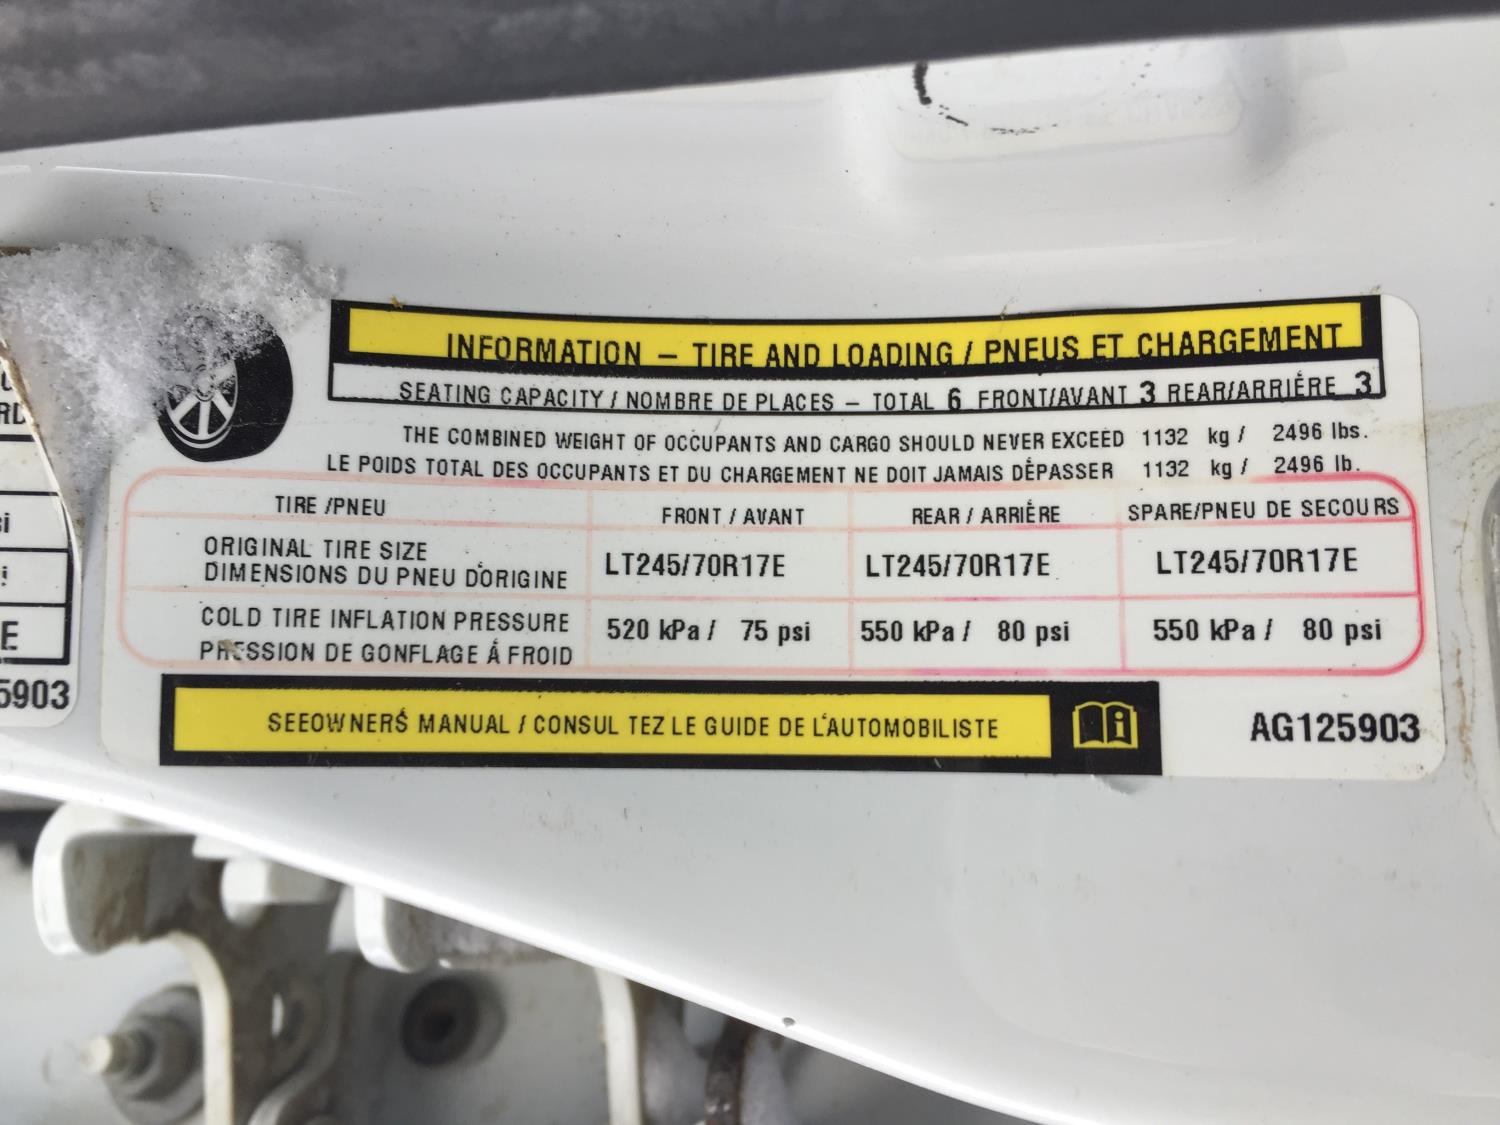 INFORMATION – TIRE AND LOADING / PNEUS ET CHARGEMENT
SEATING CAPACITY / NOMBRE DE PLACES – TOTAL 6 FRONT/AVANT 3 REAR/ARRIÈRE 3
THE COMBINED WEIGHT OF OCCUPANTS AND CARGO SHOULD NEVER EXCEED 1132 kg / 2496 lbs.
LE POIDS TOTAL DES OCCUPANTS ET DU CHARGEMENT NE DOIT JAMAIS DÉPASSER 1132 kg / 2496 lb.
TIRE /PNEU FRONT / AVANT REAR / ARRIÈRE SPARE/PNEU DE SECOURS
ORIGINAL TIRE SIZE
DIMENSIONS DU PNEU D'ORIGINE LT245/70R17E LT245/70R17E LT245/70R17E
COLD TIRE INFLATION PRESSURE
PRESSION DE GONFLAGE À FROID 520 kPa / 75 psi 550 kPa / 80 psi 550 kPa / 80 psi
SEEOWNERS MANUAL / CONSUL TEZ LE GUIDE DE L'AUTOMOBILISTE
AG125903
5903